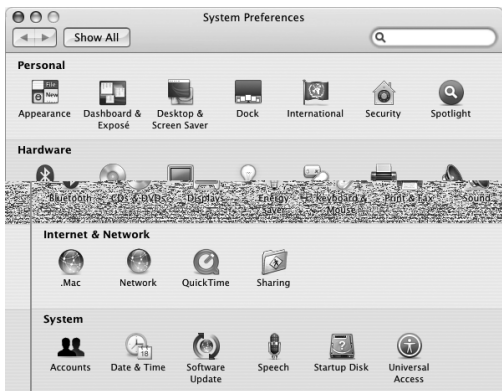 System Preferences
Show All
Personal
Appearance Dashboard & Exposé Desktop & Screen Saver Dock International Security Spotlight
Hardware
Bluetooth CDs & DVDs Displays Energy Saver Keyboard & Mouse Print & Fax Sound
Internet & Network
.Mac Network QuickTime Sharing
System
Accounts Date & Time Software Update Speech Startup Disk Universal Access